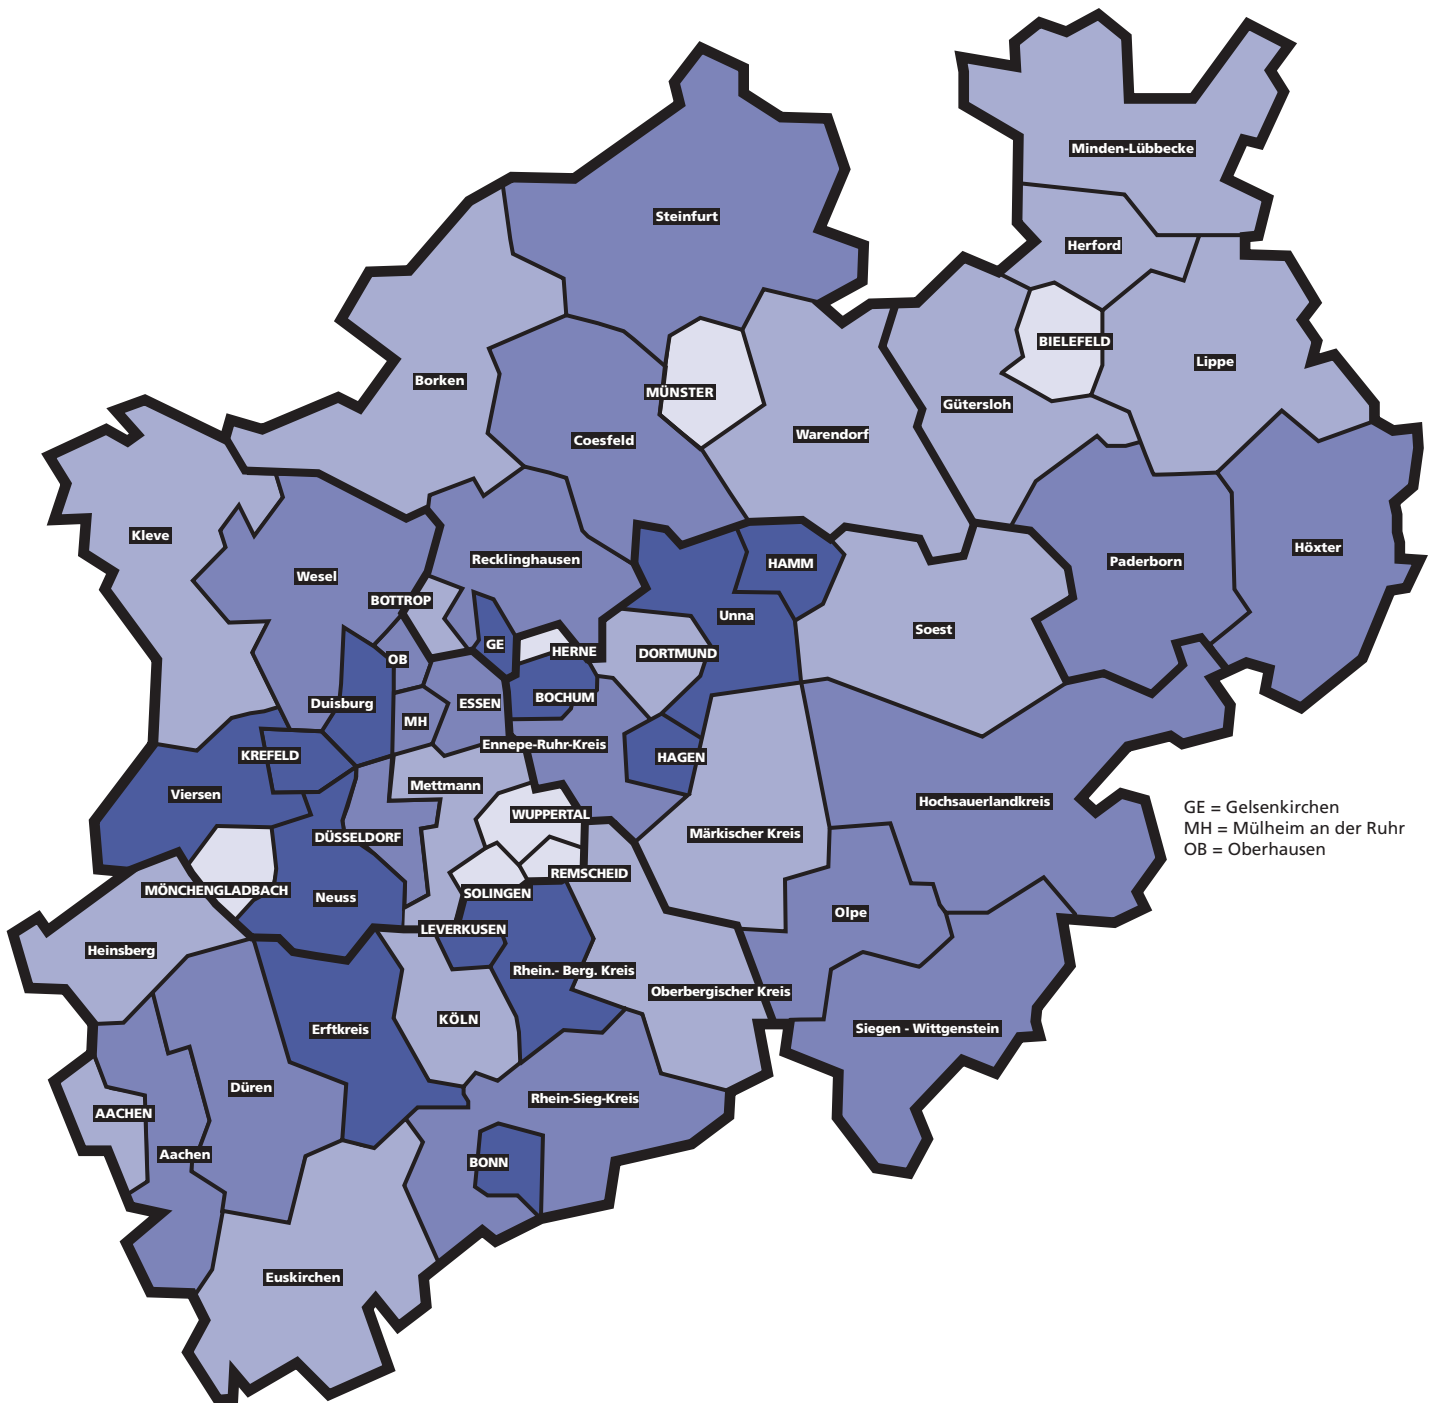 Minden-Lübbecke
Steinfurt
Herford
BIELEFELD
Lippe
Borken
MÜNSTER
Gütersloh
Warendorf
Coesfeld
Kleve
Höxter
Recklinghausen
Paderborn
HAMM
Wesel
BOTTROP
Unna
Soest
GE
HERNE
DORTMUND
OB
BOCHUM
Duisburg
ESSEN
MH
Ennepe-Ruhr-Kreis
KREFELD
HAGEN
Mettmann
Viersen
Hochsauerlandkreis
GE = Gelsenkirchen
MH = Mülheim an der Ruhr
OB = Oberhausen
WUPPERTAL
Märkischer Kreis
DÜSSELDORF
REMSCHEID
MÖNCHENGLADBACH
SOLINGEN
Neuss
Olpe
LEVERKUSEN
Heinsberg
Rhein.- Berg. Kreis
Oberbergischer Kreis
KÖLN
Erftkreis
Siegen - Wittgenstein
Düren
Rhein-Sieg-Kreis
AACHEN
Aachen
BONN
Euskirchen